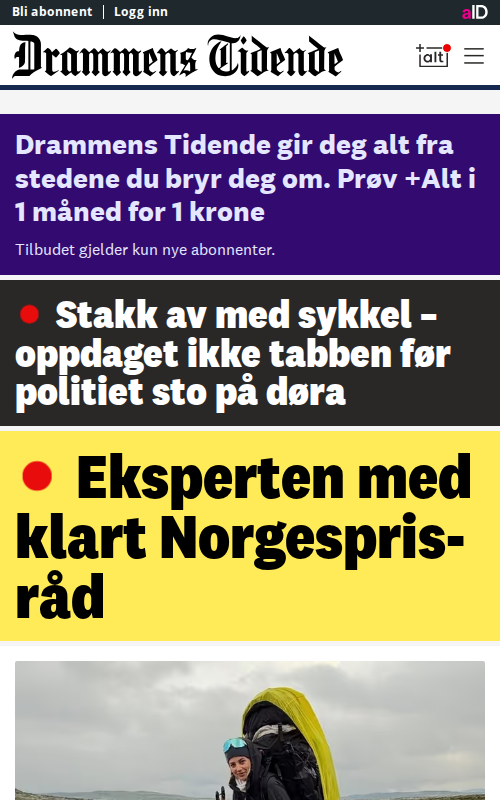 Bli abonnent | Logg inn
aID
Drammens Tidende
+alt
Drammens Tidende gir deg alt fra
stedene du bryr deg om. Prøv +Alt i
1 måned for 1 krone
Tilbudet gjelder kun nye abonnenter.
Stakk av med sykkel –
oppdaget ikke tabben før
politiet sto på døra
Eksperten med
klart Norgespris-
råd